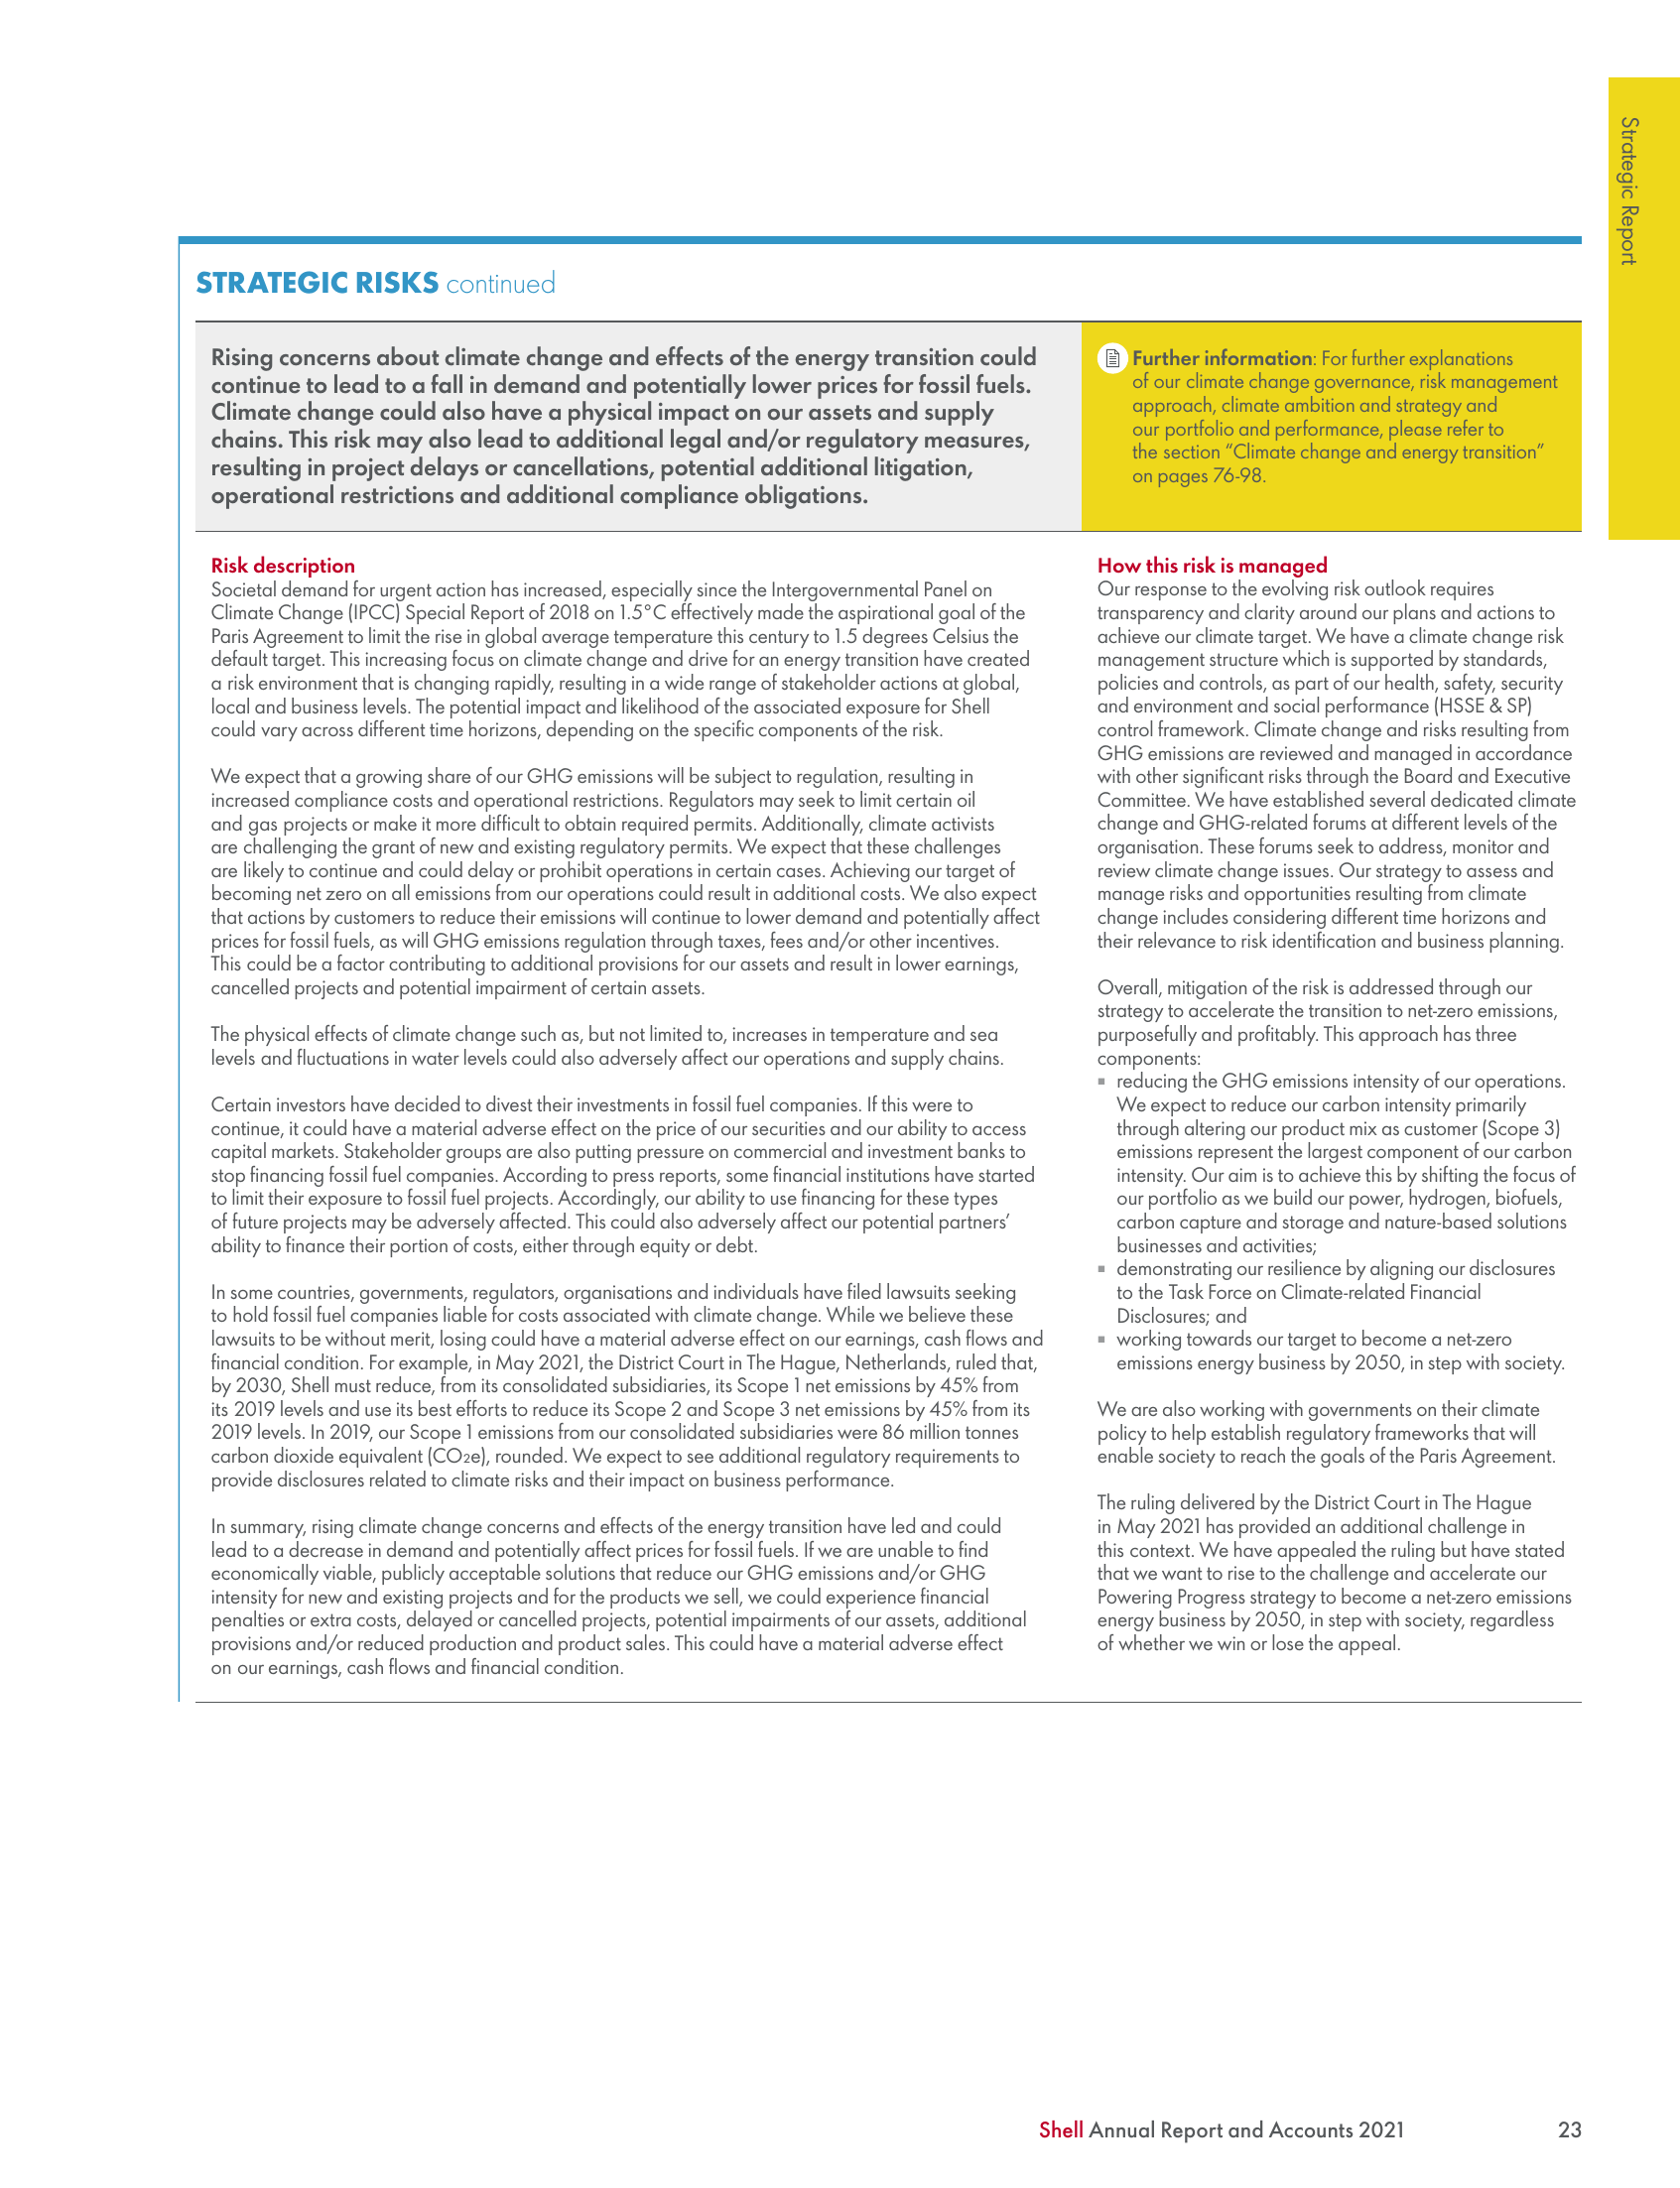 Strategic Report
STRATEGIC RISKS continued
Rising concerns about climate change and effects of the energy transition could
continue to lead to a fall in demand and potentially lower prices for fossil fuels.
Climate change could also have a physical impact on our assets and supply
chains. This risk may also lead to additional legal and/or regulatory measures,
resulting in project delays or cancellations, potential additional litigation,
operational restrictions and additional compliance obligations.
Further information: For further explanations
of our climate change governance, risk management
approach, climate ambition and strategy and
our portfolio and performance, please refer to
the section “Climate change and energy transition”
on pages 76-98.
Risk description
Societal demand for urgent action has increased, especially since the Intergovernmental Panel on
Climate Change (IPCC) Special Report of 2018 on 1.5°C effectively made the aspirational goal of the
Paris Agreement to limit the rise in global average temperature this century to 1.5 degrees Celsius the
default target. This increasing focus on climate change and drive for an energy transition have created
a risk environment that is changing rapidly, resulting in a wide range of stakeholder actions at global,
local and business levels. The potential impact and likelihood of the associated exposure for Shell
could vary across different time horizons, depending on the specific components of the risk.
We expect that a growing share of our GHG emissions will be subject to regulation, resulting in
increased compliance costs and operational restrictions. Regulators may seek to limit certain oil
and gas projects or make it more difficult to obtain required permits. Additionally, climate activists
are challenging the grant of new and existing regulatory permits. We expect that these challenges
are likely to continue and could delay or prohibit operations in certain cases. Achieving our target of
becoming net zero on all emissions from our operations could result in additional costs. We also expect
that actions by customers to reduce their emissions will continue to lower demand and potentially affect
prices for fossil fuels, as will GHG emissions regulation through taxes, fees and/or other incentives.
This could be a factor contributing to additional provisions for our assets and result in lower earnings,
cancelled projects and potential impairment of certain assets.
The physical effects of climate change such as, but not limited to, increases in temperature and sea
levels and fluctuations in water levels could also adversely affect our operations and supply chains.
Certain investors have decided to divest their investments in fossil fuel companies. If this were to
continue, it could have a material adverse effect on the price of our securities and our ability to access
capital markets. Stakeholder groups are also putting pressure on commercial and investment banks to
stop financing fossil fuel companies. According to press reports, some financial institutions have started
to limit their exposure to fossil fuel projects. Accordingly, our ability to use financing for these types
of future projects may be adversely affected. This could also adversely affect our potential partners’
ability to finance their portion of costs, either through equity or debt.
In some countries, governments, regulators, organisations and individuals have filed lawsuits seeking
to hold fossil fuel companies liable for costs associated with climate change. While we believe these
lawsuits to be without merit, losing could have a material adverse effect on our earnings, cash flows and
financial condition. For example, in May 2021, the District Court in The Hague, Netherlands, ruled that,
by 2030, Shell must reduce, from its consolidated subsidiaries, its Scope 1 net emissions by 45% from
its 2019 levels and use its best efforts to reduce its Scope 2 and Scope 3 net emissions by 45% from its
2019 levels. In 2019, our Scope 1 emissions from our consolidated subsidiaries were 86 million tonnes
carbon dioxide equivalent (CO₂e), rounded. We expect to see additional regulatory requirements to
provide disclosures related to climate risks and their impact on business performance.
In summary, rising climate change concerns and effects of the energy transition have led and could
lead to a decrease in demand and potentially affect prices for fossil fuels. If we are unable to find
economically viable, publicly acceptable solutions that reduce our GHG emissions and/or GHG
intensity for new and existing projects and for the products we sell, we could experience financial
penalties or extra costs, delayed or cancelled projects, potential impairments of our assets, additional
provisions and/or reduced production and product sales. This could have a material adverse effect
on our earnings, cash flows and financial condition.
How this risk is managed
Our response to the evolving risk outlook requires
transparency and clarity around our plans and actions to
achieve our climate target. We have a climate change risk
management structure which is supported by standards,
policies and controls, as part of our health, safety, security
and environment and social performance (HSSE & SP)
control framework. Climate change and risks resulting from
GHG emissions are reviewed and managed in accordance
with other significant risks through the Board and Executive
Committee. We have established several dedicated climate
change and GHG-related forums at different levels of the
organisation. These forums seek to address, monitor and
review climate change issues. Our strategy to assess and
manage risks and opportunities resulting from climate
change includes considering different time horizons and
their relevance to risk identification and business planning.
Overall, mitigation of the risk is addressed through our
strategy to accelerate the transition to net-zero emissions,
purposefully and profitably. This approach has three
components:
▪ reducing the GHG emissions intensity of our operations.
We expect to reduce our carbon intensity primarily
through altering our product mix as customer (Scope 3)
emissions represent the largest component of our carbon
intensity. Our aim is to achieve this by shifting the focus of
our portfolio as we build our power, hydrogen, biofuels,
carbon capture and storage and nature-based solutions
businesses and activities;
▪ demonstrating our resilience by aligning our disclosures
to the Task Force on Climate-related Financial
Disclosures; and
▪ working towards our target to become a net-zero
emissions energy business by 2050, in step with society.
We are also working with governments on their climate
policy to help establish regulatory frameworks that will
enable society to reach the goals of the Paris Agreement.
The ruling delivered by the District Court in The Hague
in May 2021 has provided an additional challenge in
this context. We have appealed the ruling but have stated
that we want to rise to the challenge and accelerate our
Powering Progress strategy to become a net-zero emissions
energy business by 2050, in step with society, regardless
of whether we win or lose the appeal.
Shell Annual Report and Accounts 2021 23